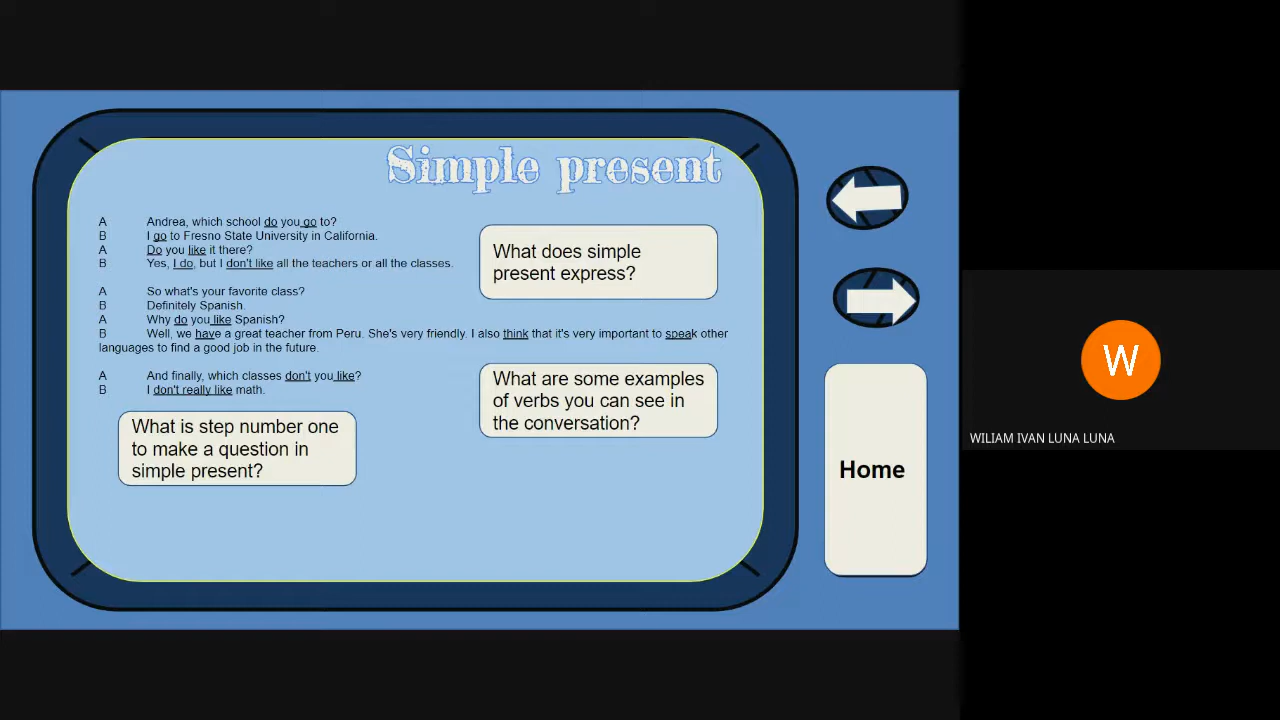 Simple present
A Andrea, which school do you go to?
B I go to Fresno State University in California.
A Do you like it there?
B Yes, I do, but I don't like all the teachers or all the classes.
A So what's your favorite class?
B Definitely Spanish.
A Why do you like Spanish?
B Well, we have a great teacher from Peru. She's very friendly. I also think that it's very important to speak other
languages to find a good job in the future.
A And finally, which classes don't you like?
B I don't really like math.
What does simple
present express?
What are some examples
of verbs you can see in
the conversation?
What is step number one
to make a question in
simple present?
Home
W
WILIAM IVAN LUNA LUNA